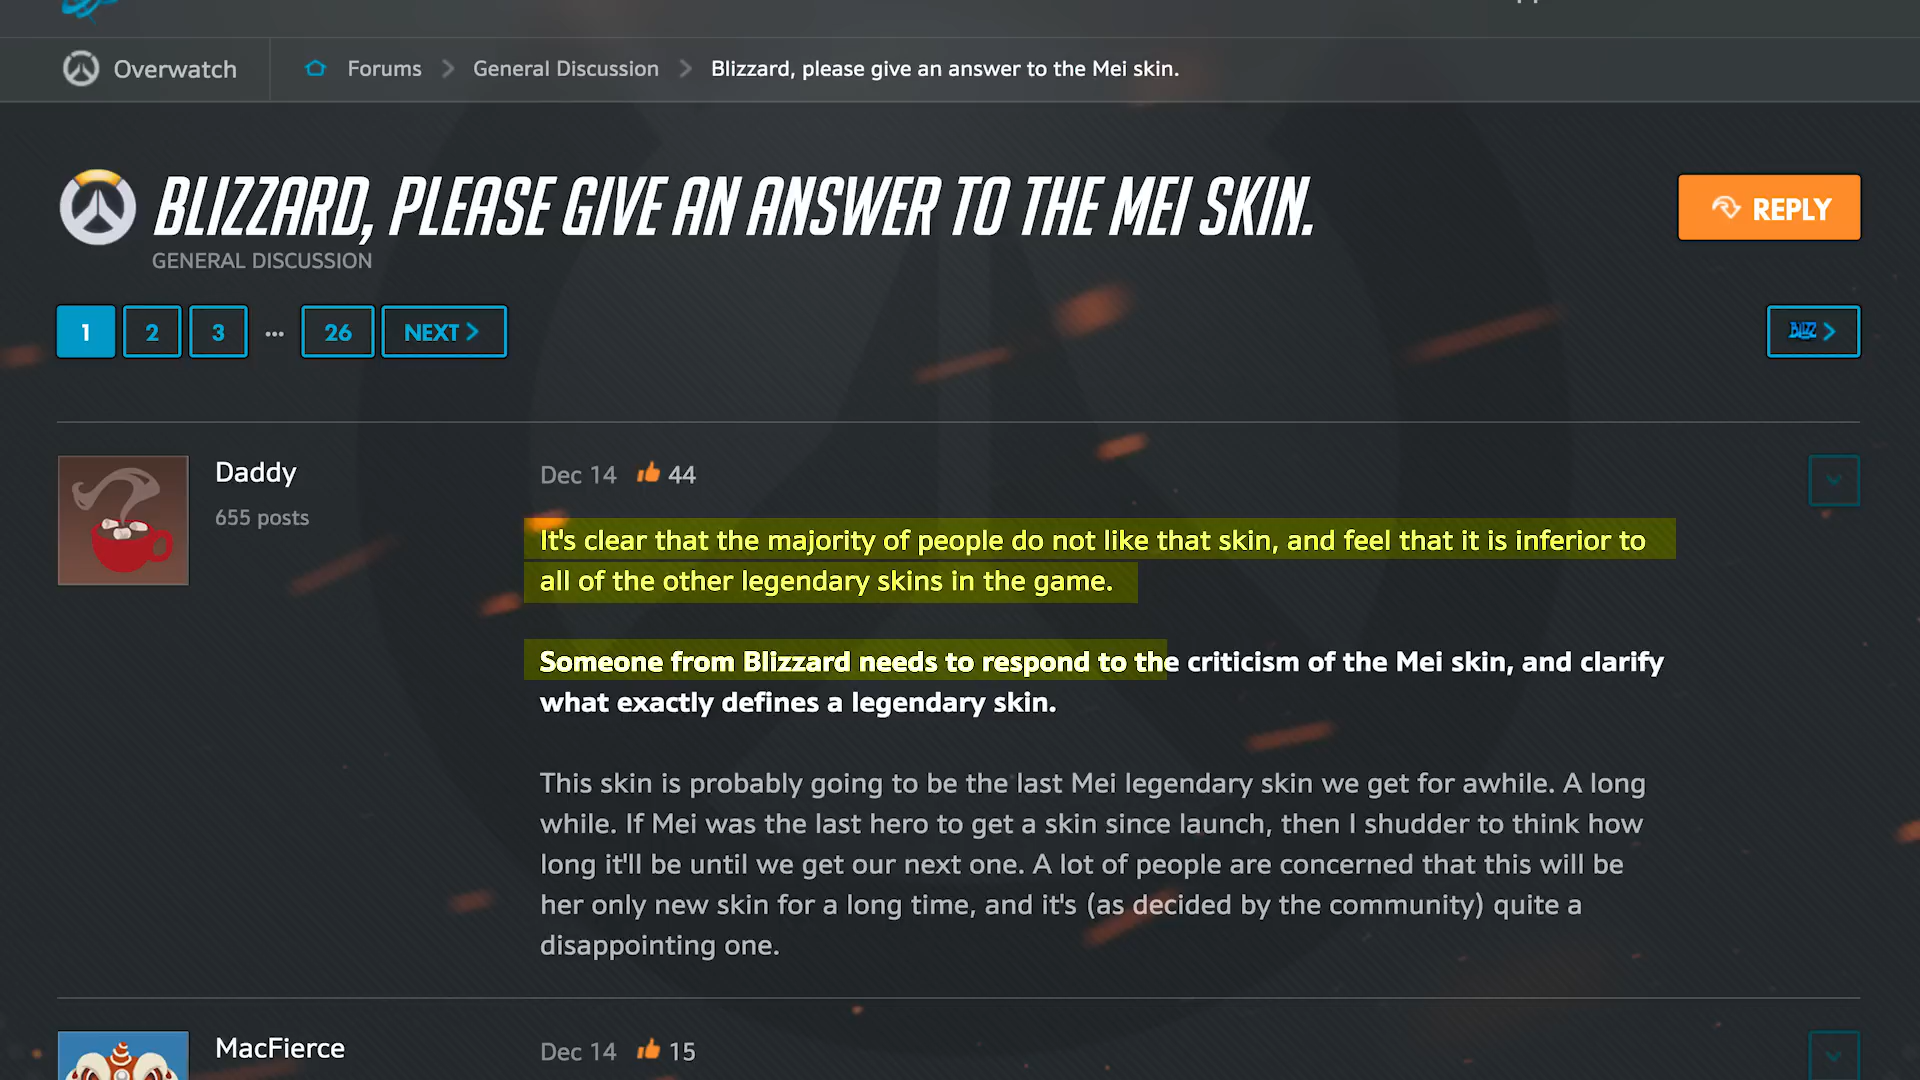 Overwatch
Forums > General Discussion > Blizzard, please give an answer to the Mei skin.
BLIZZARD, PLEASE GIVE AN ANSWER TO THE MEI SKIN.
REPLY
GENERAL DISCUSSION
1 2 3 ... 26 NEXT >
BLIZZ >
Daddy
655 posts
Dec 14 44
It's clear that the majority of people do not like that skin, and feel that it is inferior to
all of the other legendary skins in the game.
Someone from Blizzard needs to respond to the criticism of the Mei skin, and clarify
what exactly defines a legendary skin.
This skin is probably going to be the last Mei legendary skin we get for awhile. A long
while. If Mei was the last hero to get a skin since launch, then I shudder to think how
long it'll be until we get our next one. A lot of people are concerned that this will be
her only new skin for a long time, and it's (as decided by the community) quite a
disappointing one.
MacFierce
Dec 14 15